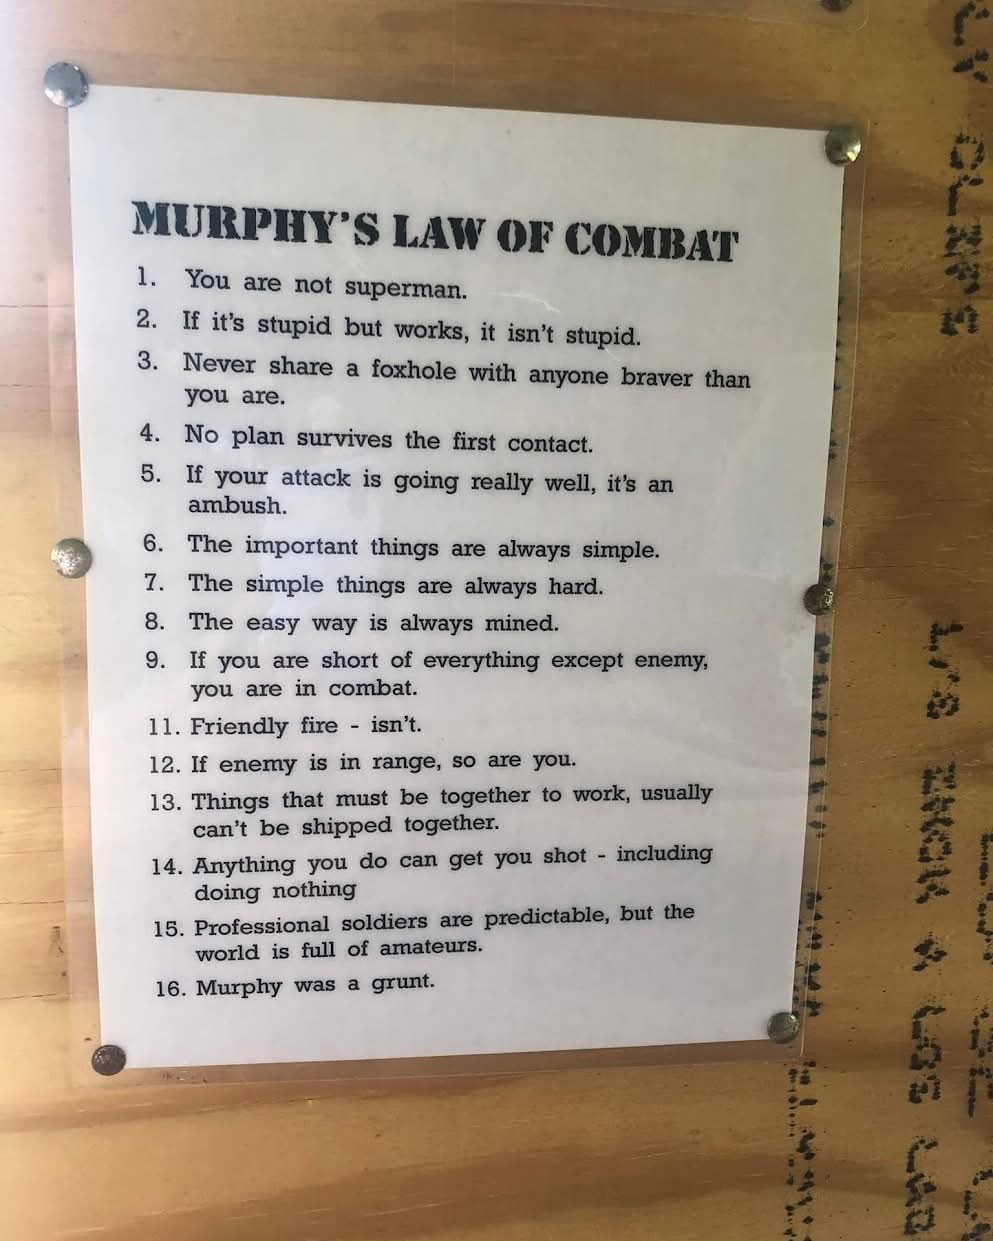 MURPHY'S LAW OF COMBAT
1. You are not superman.
2. If it's stupid but works, it isn't stupid.
3. Never share a foxhole with anyone braver than
you are.
4. No plan survives the first contact.
5. If your attack is going really well, it's an
ambush.
6. The important things are always simple.
7. The simple things are always hard.
8. The easy way is always mined.
9. If you are short of everything except enemy,
you are in combat.
11. Friendly fire - isn't.
12. If enemy is in range, so are you.
13. Things that must be together to work, usually
can't be shipped together.
14. Anything you do can get you shot - including
doing nothing
15. Professional soldiers are predictable, but the
world is full of amateurs.
16. Murphy was a grunt.